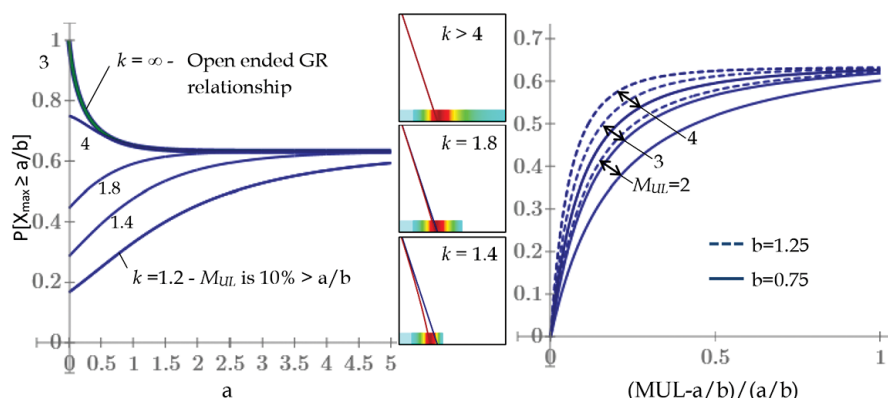 3
k = ∞ - Open ended GR
relationship
4
1.8
1.4
k =1.2 - MUL is 10% > a/b
P[Xmax ≥ a/b]
1
0.8
0.6
0.4
0.2
0
0 0.5 1 1.5 2 2.5 3 3.5 4 4.5 5
a
k > 4
k = 1.8
k = 1.4
0.7
0.6
0.5
0.4
0.3
0.2
0.1
0
4
3
MUL=2
b=1.25
b=0.75
0 0.5 1
(MUL-a/b)/(a/b)